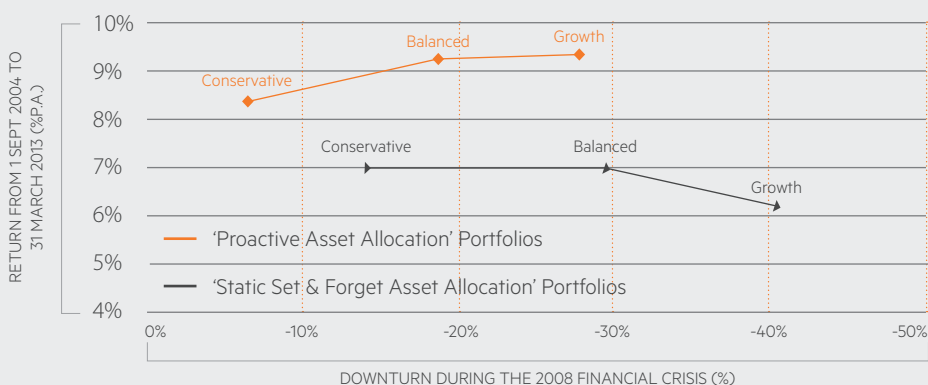 RETURN FROM 1 SEPT 2004 TO
31 MARCH 2013 (%P.A.)
10%
9%
8%
7%
6%
5%
4%
Conservative
Balanced
Growth
Conservative
Balanced
Growth
'Proactive Asset Allocation' Portfolios
'Static Set & Forget Asset Allocation' Portfolios
0%
-10%
-20%
-30%
-40%
-50%
DOWNTURN DURING THE 2008 FINANCIAL CRISIS (%)